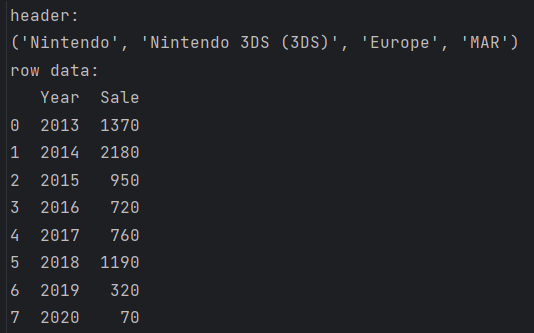 header:
('Nintendo', 'Nintendo 3DS (3DS)', 'Europe', 'MAR')
row data:
   Year  Sale
0  2013  1370
1  2014  2180
2  2015   950
3  2016   720
4  2017   760
5  2018  1190
6  2019   320
7  2020    70